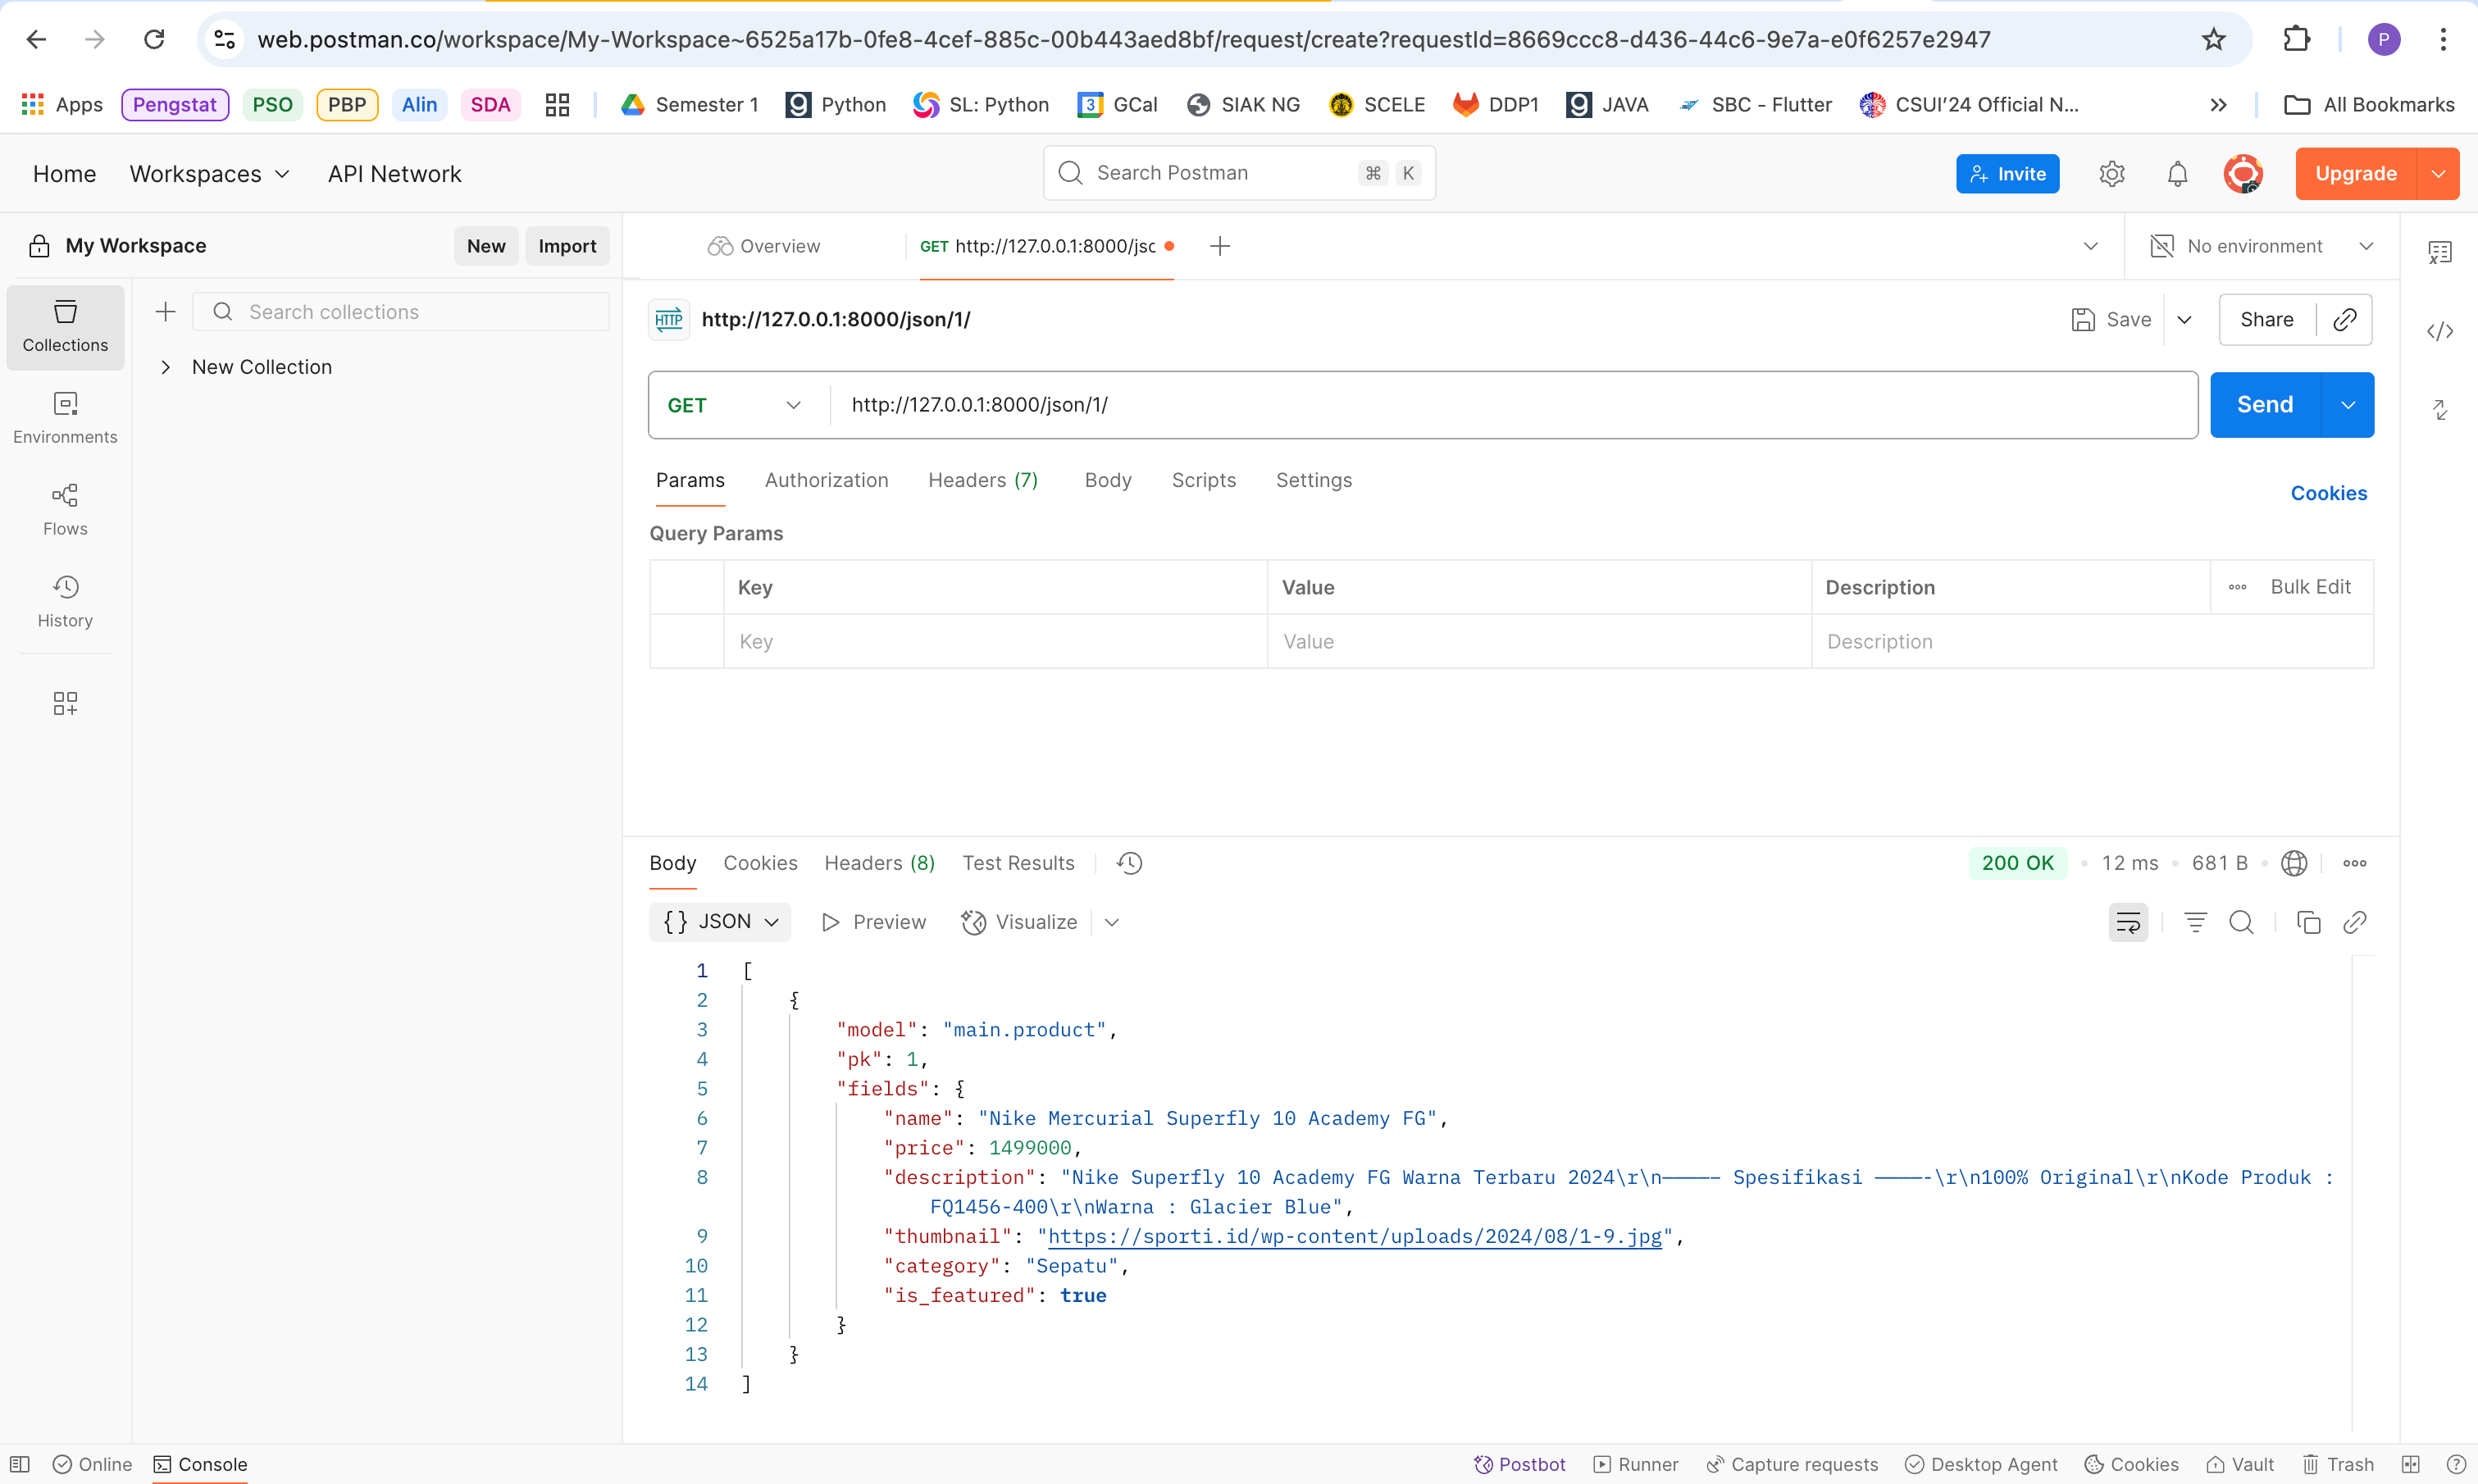 web.postman.co/workspace/My-Workspace~6525a17b-0fe8-4cef-885c-00b443aed8bf/request/create?requestId=8669ccc8-d436-44c6-9e7a-e0f6257e2947 P
Apps Pengstat PSO PBP Alin SDA Semester 1 Python SL: Python 3 GCal SIAK NG SCELE DDP1 JAVA SBC - Flutter CSUI'24 Official N... All Bookmarks
Home Workspaces API Network Search Postman ⌘ K Invite Upgrade
My Workspace New Import Overview GET http://127.0.0.1:8000/jsc No environment
Search collections HTTP http://127.0.0.1:8000/json/1/ Save Share
Collections
New Collection
GET http://127.0.0.1:8000/json/1/ Send
Environments
Params Authorization Headers (7) Body Scripts Settings Cookies
Flows
Query Params
Key Value Description Bulk Edit
History
Key Value Description
Body Cookies Headers (8) Test Results 200 OK 12 ms 681 B
{} JSON Preview Visualize
1 [
2 {
3 "model": "main.product",
4 "pk": 1,
5 "fields": {
6 "name": "Nike Mercurial Superfly 10 Academy FG",
7 "price": 1499000,
8 "description": "Nike Superfly 10 Academy FG Warna Terbaru 2024\r\n————– Spesifikasi ————-\r\n100% Original\r\nKode Produk :
FQ1456-400\r\nWarna : Glacier Blue",
9 "thumbnail": "https://sporti.id/wp-content/uploads/2024/08/1-9.jpg",
10 "category": "Sepatu",
11 "is_featured": true
12 }
13 }
14 ]
Online Console Postbot Runner Capture requests Desktop Agent Cookies Vault Trash